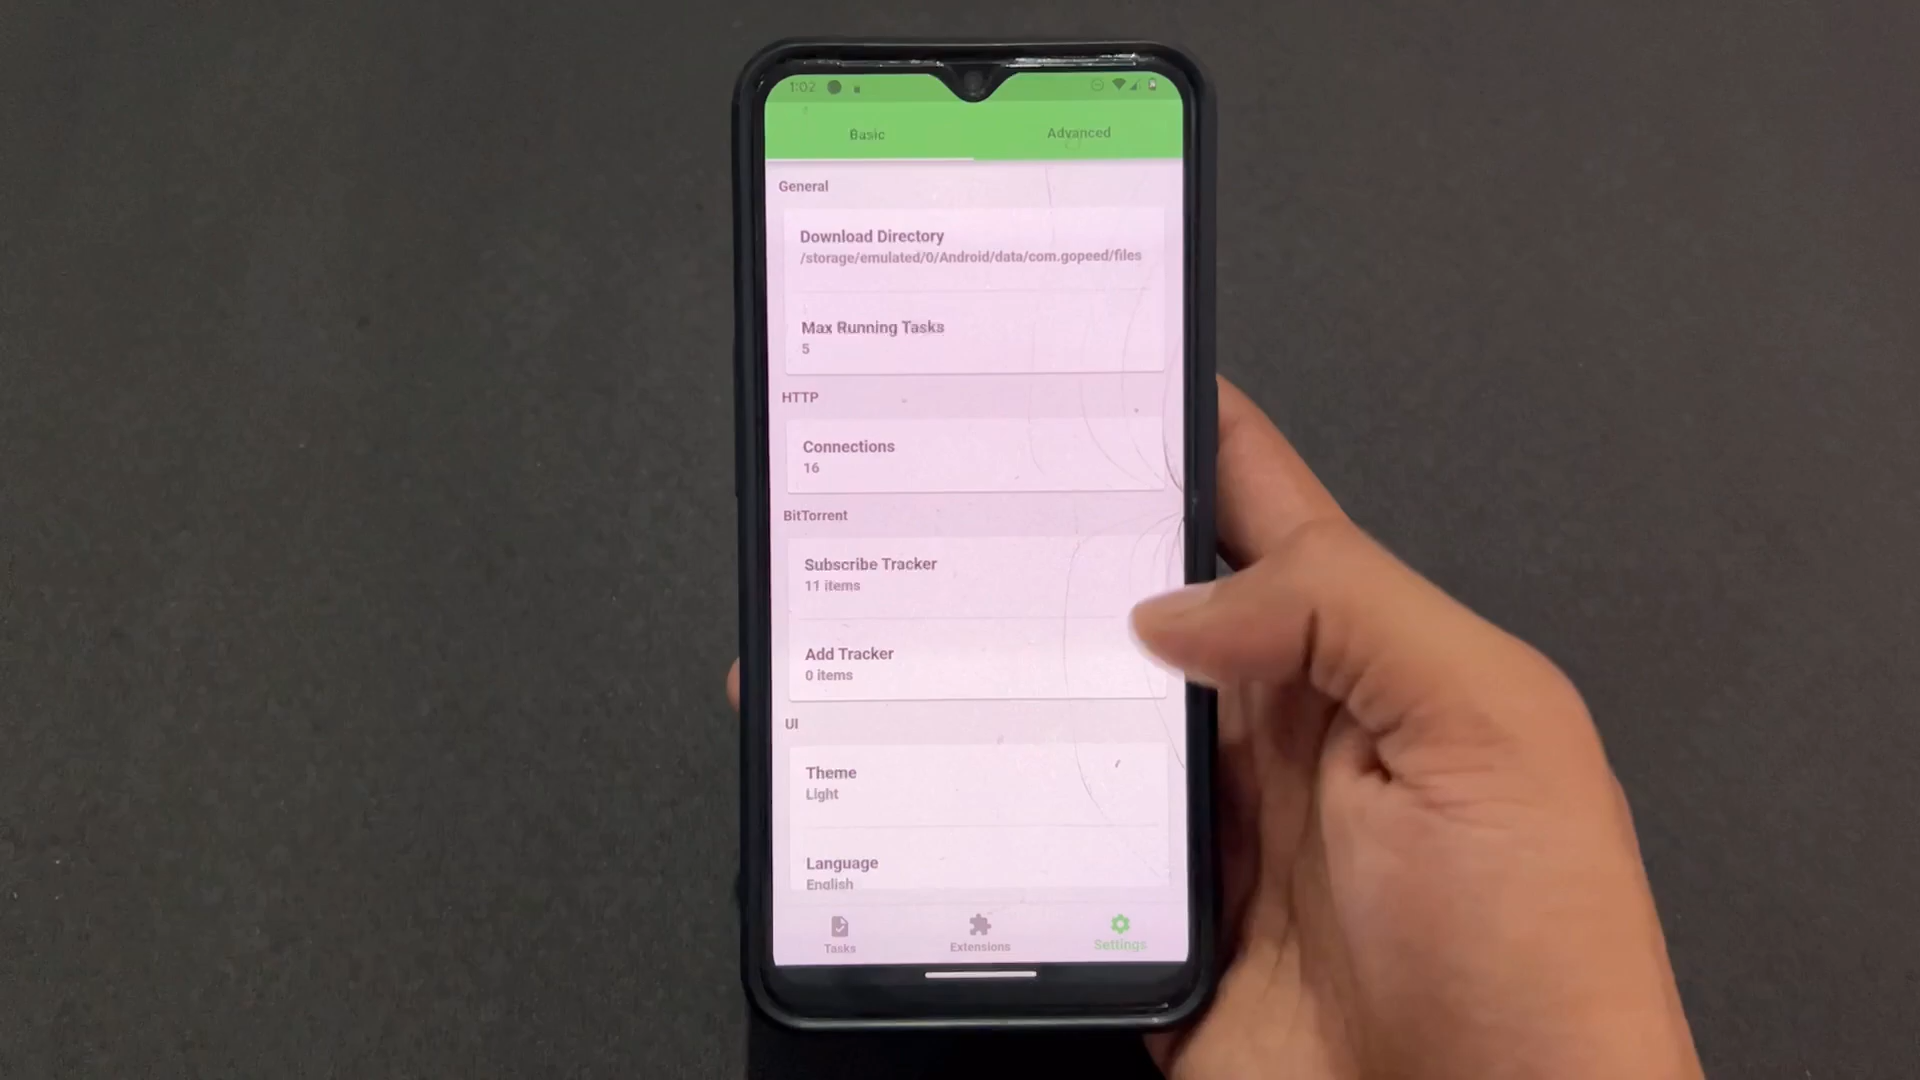 1:02
Basic
Advanced
General
Download Directory
/storage/emulated/0/Android/data/com.gopeed/files
Max Running Tasks
5
HTTP
Connections
16
BitTorrent
Subscribe Tracker
11 items
Add Tracker
0 items
UI
Theme
Light
Language
English
Tasks
Extensions
Settings